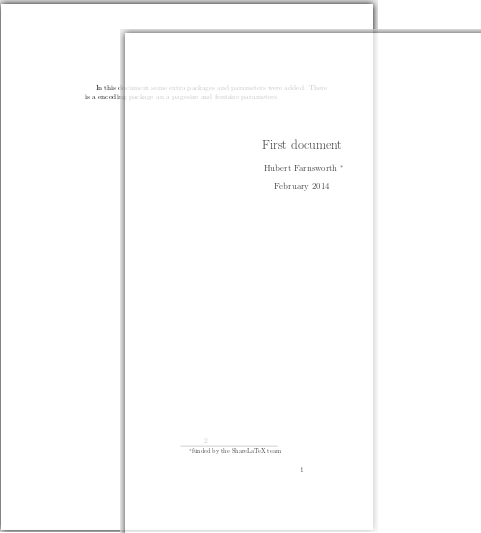 In this document some extra packages and parameters were added. There
is a encoding package an a pagesize and fontsize parameters
First document
Hubert Farnsworth *
February 2014
2
*funded by the ShareLaTeX team
1